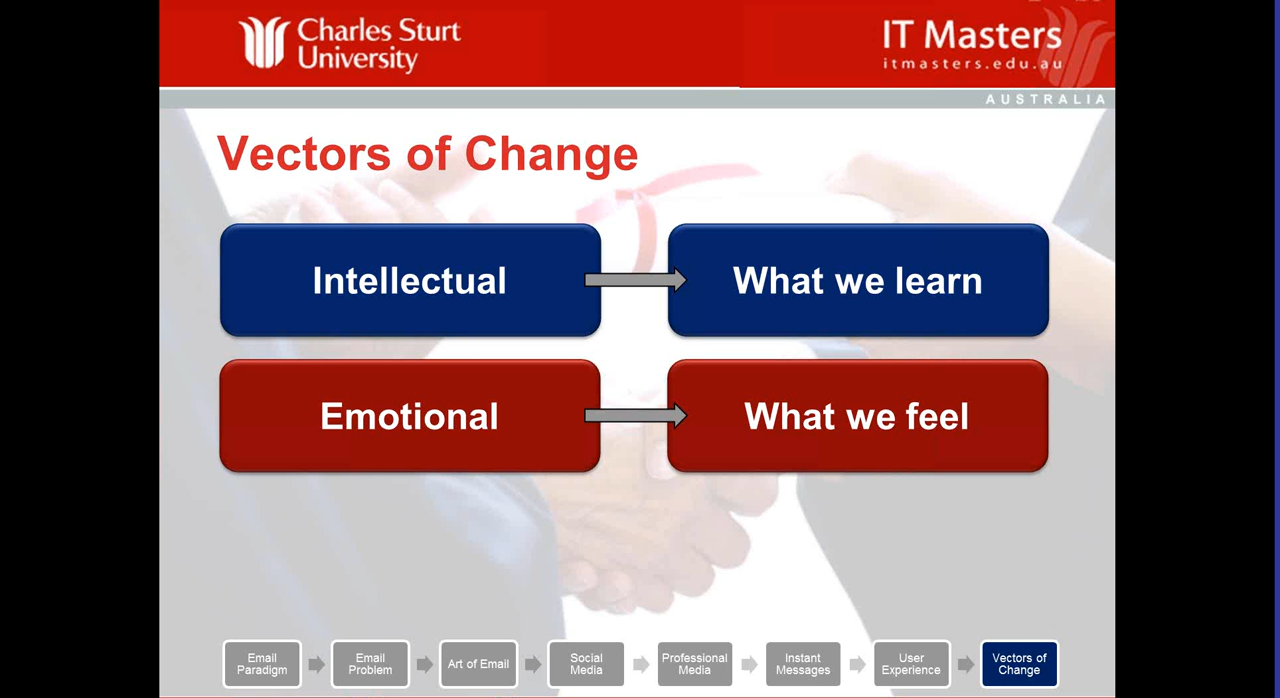 Charles Sturt
University
IT Masters
itmasters.edu.au
AUSTRALIA
Vectors of Change
Intellectual
What we learn
Emotional
What we feel
Email
Paradigm
Email
Problem
Art of Email
Social
Media
Professional
Media
Instant
Messages
User
Experience
Vectors of
Change